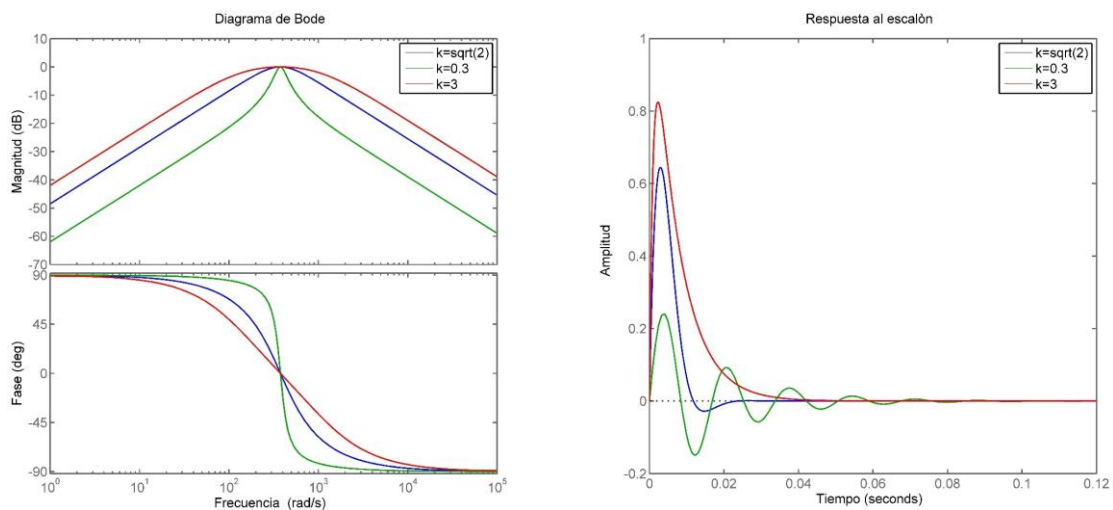 Diagrama de Bode
10
0
-10
-20
-30
-40
-50
-60
-70
Magnitud (dB)
k=sqrt(2)
k=0.3
k=3
90
45
0
-45
-90
Fase (deg)
10^0
10^1
10^2
10^3
10^4
10^5
Frecuencia (rad/s)
Respuesta al escalòn
1
0.8
0.6
0.4
0.2
0
-0.2
Amplitud
k=sqrt(2)
k=0.3
k=3
0
0.02
0.04
0.06
0.08
0.1
0.12
Tiempo (seconds)